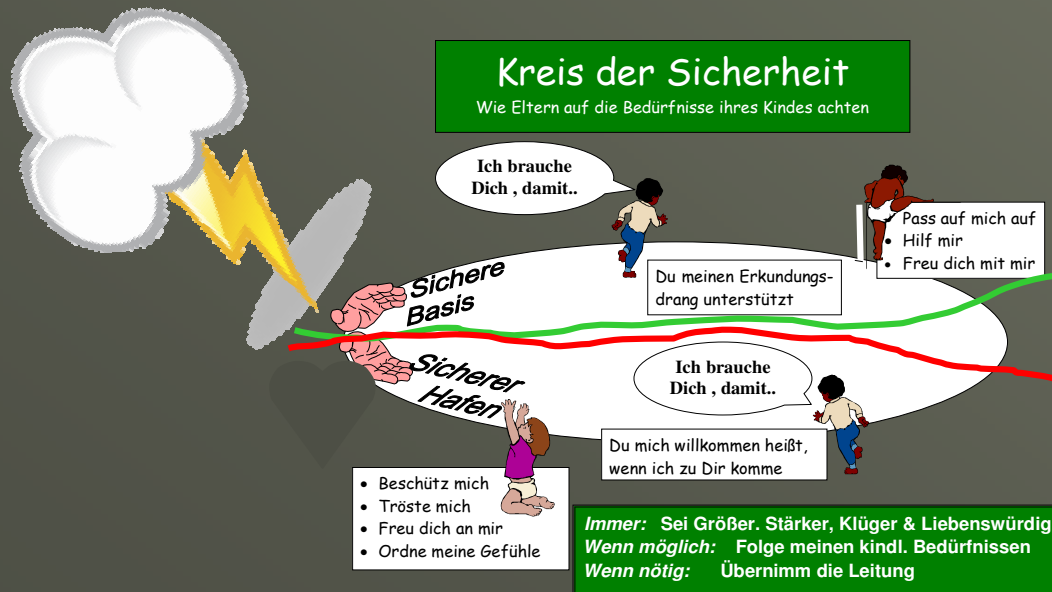 Kreis der Sicherheit
Wie Eltern auf die Bedürfnisse ihres Kindes achten
Ich brauche
Dich , damit..
Pass auf mich auf
Hilf mir
Freu dich mit mir
Sichere
Basis
Du meinen Erkundungs-
drang unterstützt
Sicherer
Hafen
Ich brauche
Dich , damit..
Du mich willkommen heißt,
wenn ich zu Dir komme
Beschütz mich
Tröste mich
Freu dich an mir
Ordne meine Gefühle
Immer: Sei Größer. Stärker, Klüger & Liebenswürdig
Wenn möglich: Folge meinen kindl. Bedürfnissen
Wenn nötig: Übernimm die Leitung